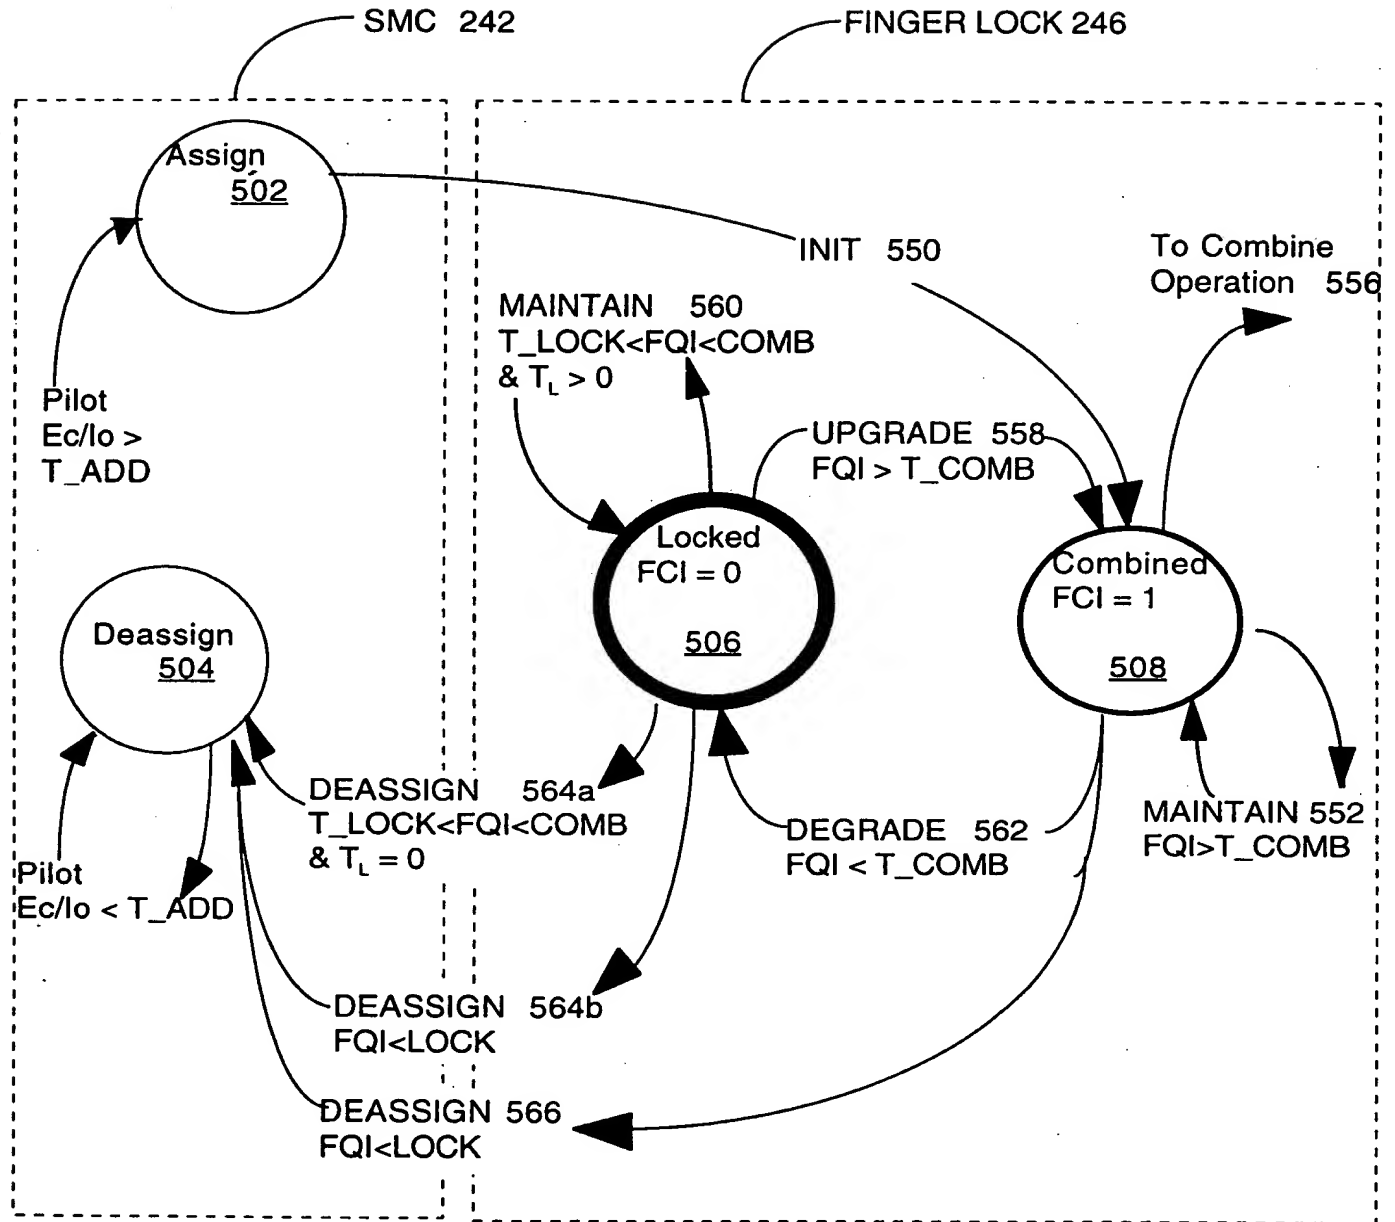 SMC 242
FINGER LOCK 246
Assign
502
INIT 550
To Combine
Operation 556
MAINTAIN 560
T_LOCK<FQI<COMB
& TL > 0
Pilot
Ec/Io >
T_ADD
UPGRADE 558
FQI > T_COMB
Locked
FCI = 0
506
Combined
FCI = 1
508
Deassign
504
DEASSIGN 564a
T_LOCK<FQI<COMB
& TL = 0
DEGRADE 562
FQI < T_COMB
MAINTAIN 552
FQI>T_COMB
Pilot
Ec/Io < T_ADD
DEASSIGN 564b
FQI<LOCK
DEASSIGN 566
FQI<LOCK